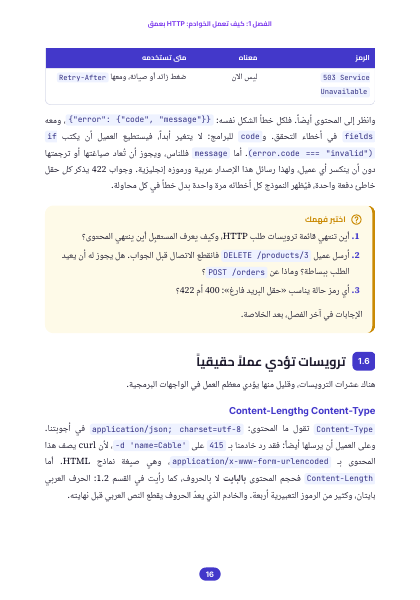 الفصل 1: كيف تعمل الخوادم: HTTP بعمق
الرمز معناه متى تستخدمه
503 Service Unavailable ليس الآن ضغط زائد أو صيانة، ومعها Retry-After
وانظر إلى المحتوى أيضاً. فلكل خطأ الشكل نفسه: {"error": {"code", "message"}}، ومعه
fields في أخطاء التحقق. و code للبرامج: لا يتغير أبداً، فيستطيع العميل أن يكتب if
(error.code === "invalid"). أما message فللناس، ويجوز أن تُعاد صياغتها أو ترجمتها
دون أن ينكسر أي عميل، ولهذا رسائل هذا الإصدار عربية ورموزه إنجليزية. وجواب 422 يذكر كل حقل
خاطئ دفعة واحدة، فيُظهر النموذج كل أخطائه مرة واحدة بدل خطأ في كل محاولة.
اختبر فهمك
1. أين تنتهي قائمة ترويسات طلب HTTP، وكيف يعرف المستقبِل أين ينتهي المحتوى؟
2. أرسل عميل DELETE /products/3 فانقطع الاتصال قبل الجواب. هل يجوز له أن يعيد
الطلب ببساطة؟ وماذا عن POST /orders ؟
3. أي رمز حالة يناسب «حقل البريد فارغ»: 400 أم 422؟
الإجابات في آخر الفصل، بعد الخلاصة.
1.6 ترويسات تؤدي عملاً حقيقياً
هناك عشرات الترويسات، وقليل منها يؤدي معظم العمل في الواجهات البرمجية.
Content-Type و Content-Length
Content-Type تقول ما المحتوى: application/json; charset=utf-8 في أجوبتنا.
وعلى العميل أن يرسلها أيضاً: فقد رد خادمنا بـ 415 على -d 'name=Cable'، لأن curl يصف هذا
المحتوى بـ application/x-www-form-urlencoded، وهي صيغة نماذج HTML. أما
Content-Length فحجم المحتوى بالبايت لا بالحروف، كما رأيت في القسم 1.2: الحرف العربي
بايتان، وكثير من الرموز التعبيرية أربعة. والخادم الذي يعدّ الحروف يقطع النص العربي قبل نهايته.
16